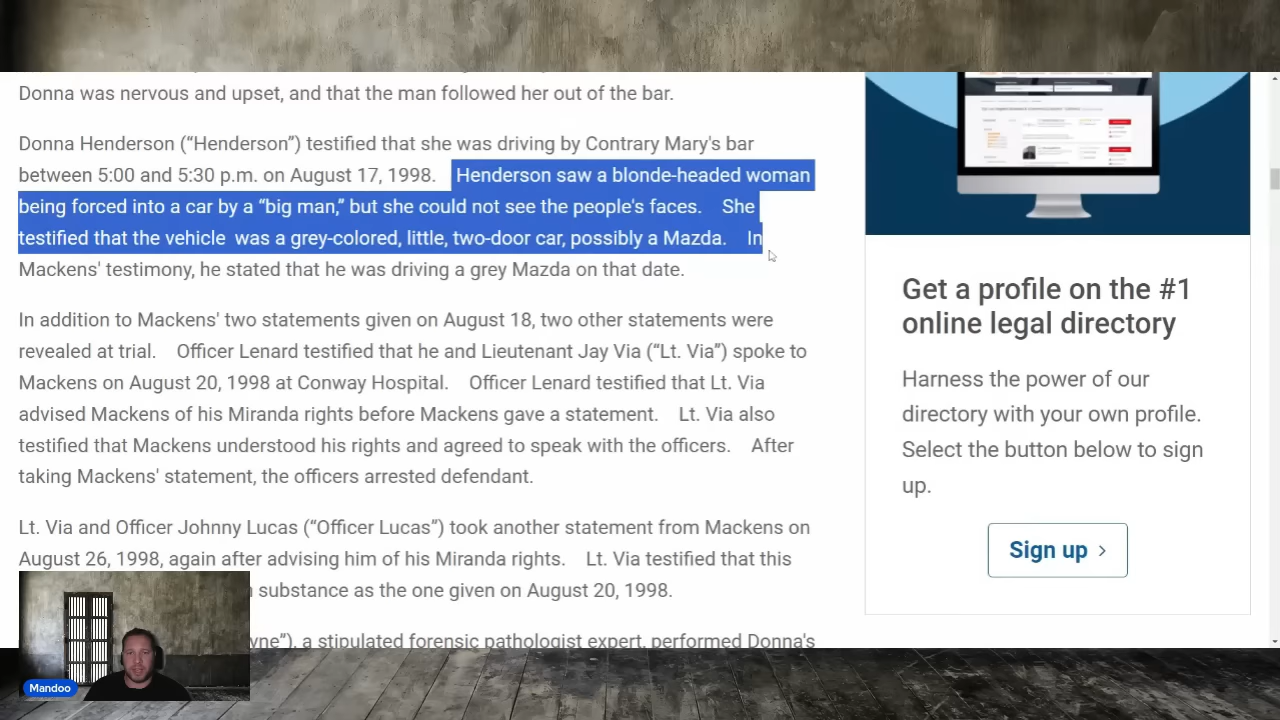 Donna was nervous and upset, and Mackens then followed her out of the bar.
Donna Henderson (“Henderson”) testified that she was driving by Contrary Mary's bar
between 5:00 and 5:30 p.m. on August 17, 1998. Henderson saw a blonde-headed woman
being forced into a car by a “big man,” but she could not see the people's faces. She
testified that the vehicle was a grey-colored, little, two-door car, possibly a Mazda. In
Mackens' testimony, he stated that he was driving a grey Mazda on that date.
In addition to Mackens' two statements given on August 18, two other statements were
revealed at trial. Officer Lenard testified that he and Lieutenant Jay Via (“Lt. Via”) spoke to
Mackens on August 20, 1998 at Conway Hospital. Officer Lenard testified that Lt. Via
advised Mackens of his Miranda rights before Mackens gave a statement. Lt. Via also
testified that Mackens understood his rights and agreed to speak with the officers. After
taking Mackens' statement, the officers arrested defendant.
Lt. Via and Officer Johnny Lucas (“Officer Lucas”) took another statement from Mackens on
August 26, 1998, again after advising him of his Miranda rights. Lt. Via testified that this
substance as the one given on August 20, 1998.
a stipulated forensic pathologist expert, performed Donna's
Get a profile on the #1
online legal directory
Harness the power of our
directory with your own profile.
Select the button below to sign
up.
Sign up
Mandoo